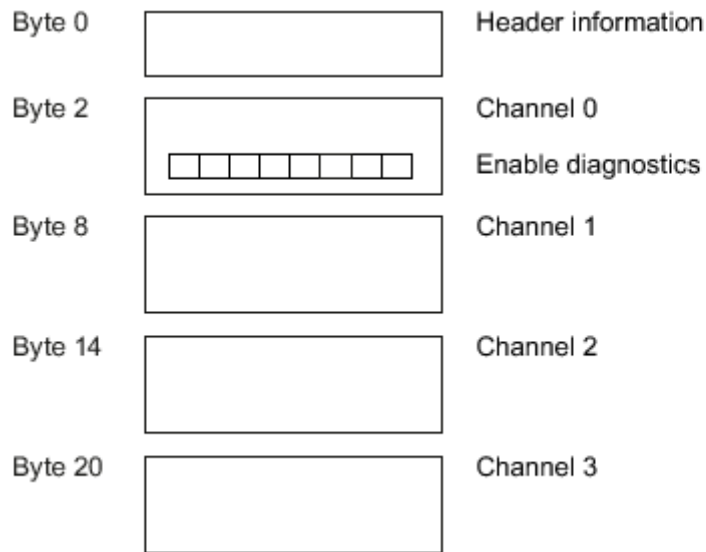 Byte 0 Header information
Byte 2 Channel 0
Enable diagnostics
Byte 8 Channel 1
Byte 14 Channel 2
Byte 20 Channel 3